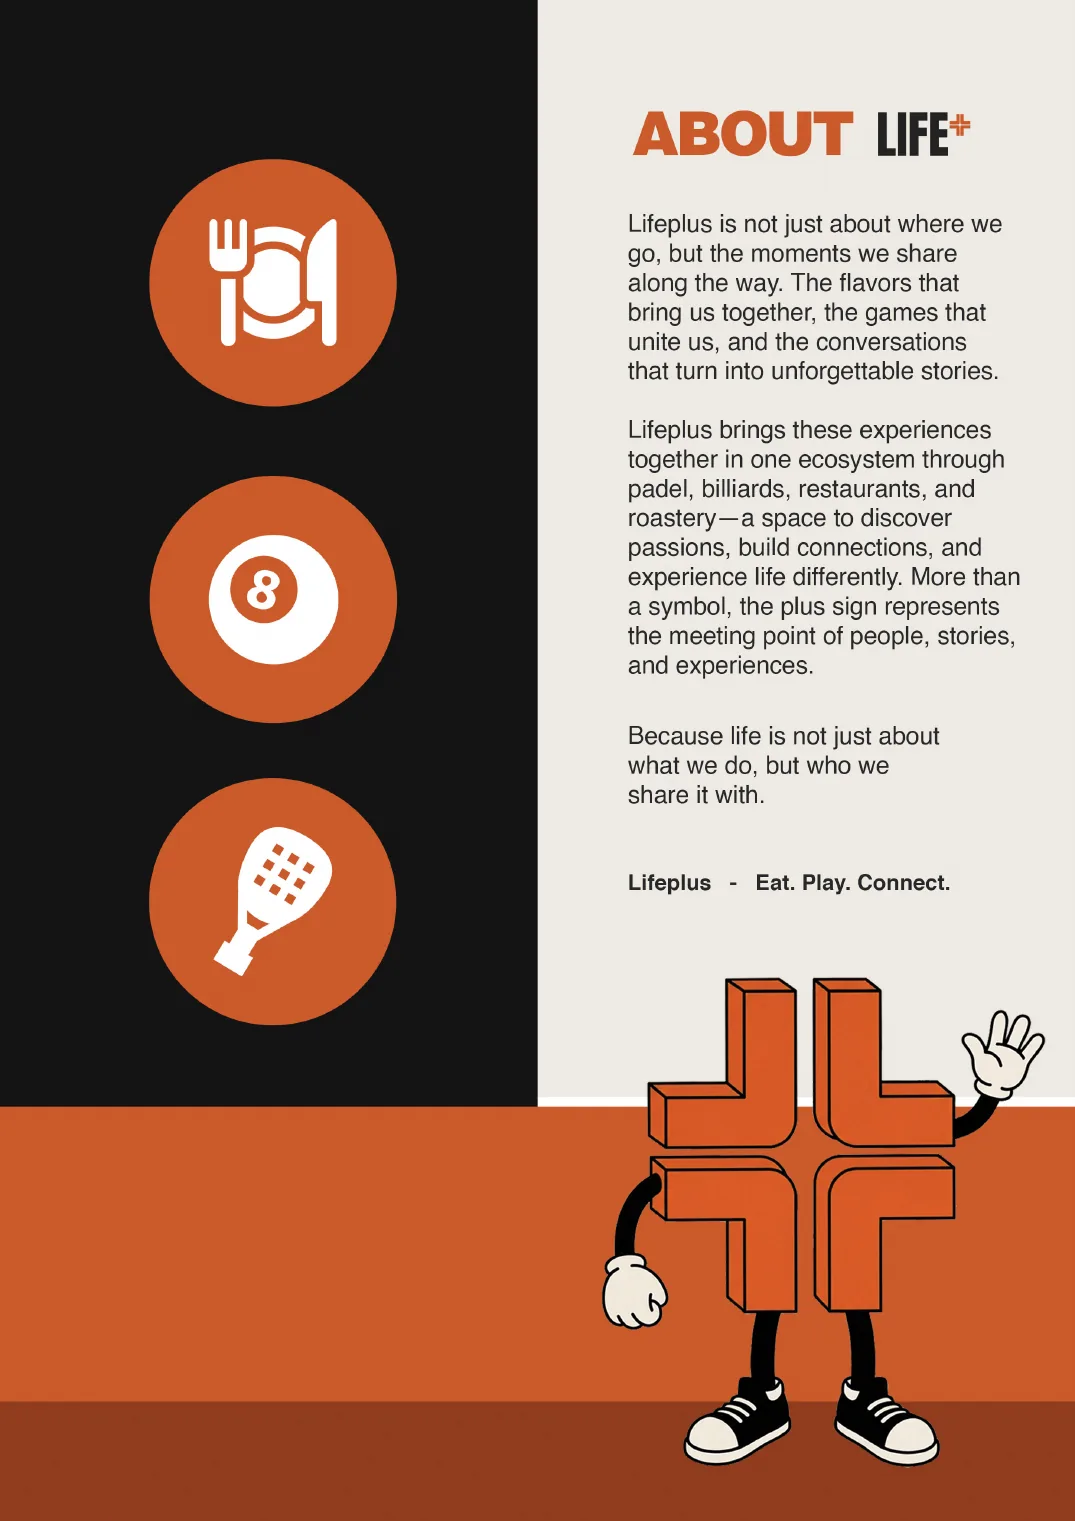 ABOUT LIFE+
Lifeplus is not just about where we
go, but the moments we share
along the way. The flavors that
bring us together, the games that
unite us, and the conversations
that turn into unforgettable stories.
Lifeplus brings these experiences
together in one ecosystem through
padel, billiards, restaurants, and
roastery—a space to discover
passions, build connections, and
experience life differently. More than
a symbol, the plus sign represents
the meeting point of people, stories,
and experiences.
Because life is not just about
what we do, but who we
share it with.
Lifeplus - Eat. Play. Connect.
8